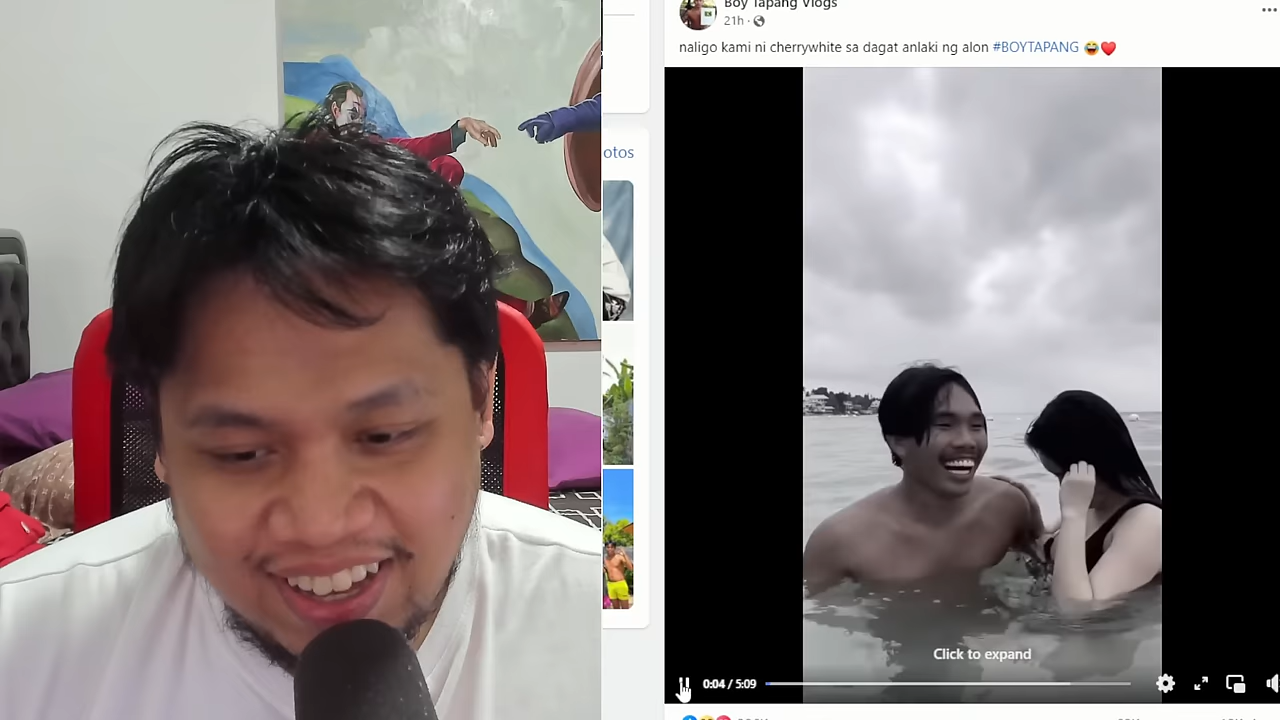 Boy Tapang Vlogs
21h
naligo kami ni cherrywhite sa dagat anlaki ng alon #BOYTAPANG
otos
Click to expand
0:04 / 5:09